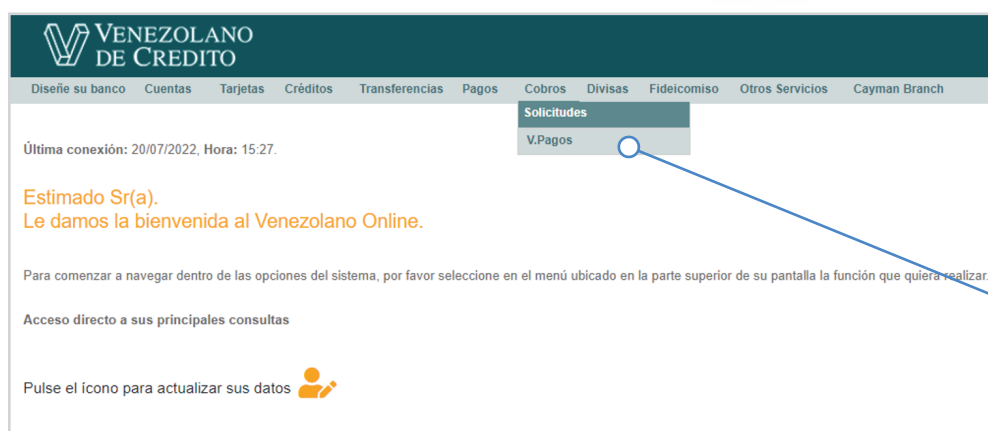 VENEZOLANO
DE CREDITO
Diseñe su banco Cuentas Tarjetas Créditos Transferencias Pagos Cobros Divisas Fideicomiso Otros Servicios Cayman Branch
Solicitudes
V.Pagos
Última conexión: 20/07/2022, Hora: 15:27.
Estimado Sr(a).
Le damos la bienvenida al Venezolano Online.
Para comenzar a navegar dentro de las opciones del sistema, por favor seleccione en el menú ubicado en la parte superior de su pantalla la función que quiera realizar.
Acceso directo a sus principales consultas
Pulse el ícono para actualizar sus datos